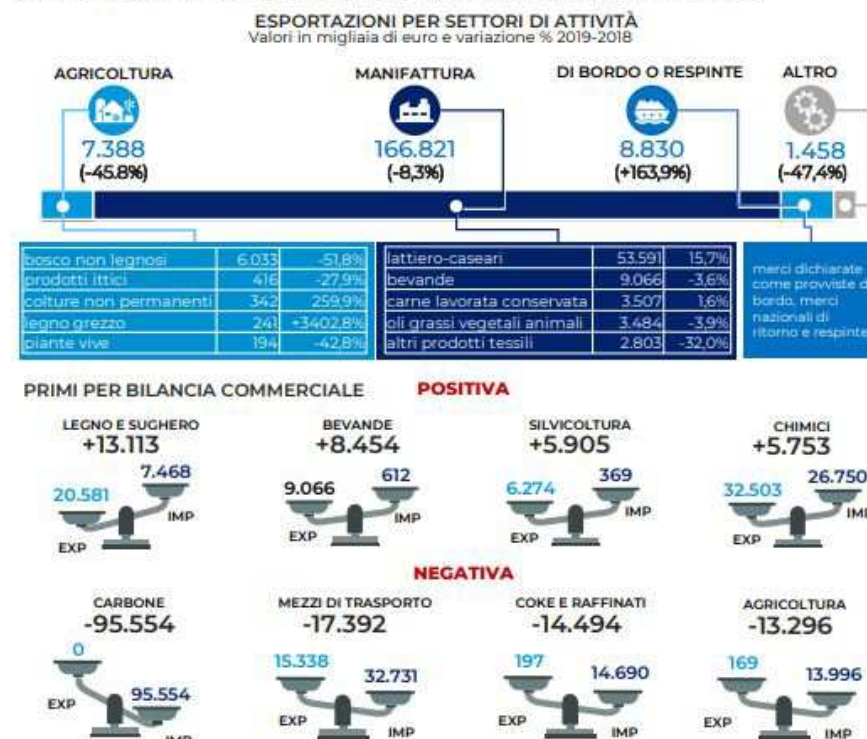 ESPORTAZIONI PER SETTORI DI ATTIVITÀ
Valori in migliaia di euro e variazione % 2019-2018
AGRICOLTURA MANIFATTURA DI BORDO O RESPINTE ALTRO
7.388 166.821 8.830 1.458
(-45.8%) (-8,3%) (+163,9%) (-47,4%)
bosco non legnosi 6.033 -51,8%
prodotti ittici 416 -27,9%
colture non permanenti 342 259,9%
legno grezzo 241 +3402,8%
piante vive 194 -42,8%
lattiero-caseari 53.591 15,7%
bevande 9.066 -3,6%
carne lavorata conservata 3.507 1,6%
oli grassi vegetali animali 3.484 -3,9%
altri prodotti tessili 2.803 -32,0%
merci dichiarate
come provviste d
bordo, merci
nazionali di
ritorno e respinte
PRIMI PER BILANCIA COMMERCIALE POSITIVA
LEGNO E SUGHERO BEVANDE SILVICOLTURA CHIMICI
+13.113 +8.454 +5.905 +5.753
20.581 7.468 9.066 612 6.274 369 32.503 26.750
EXP IMP EXP IMP EXP IMP EXP IMI
NEGATIVA
CARBONE MEZZI DI TRASPORTO COKE E RAFFINATI AGRICOLTURA
-95.554 -17.392 -14.494 -13.296
0 95.554 15.338 32.731 197 14.690 169 13.996
EXP IMP EXP IMP EXP IMP EXP IMP